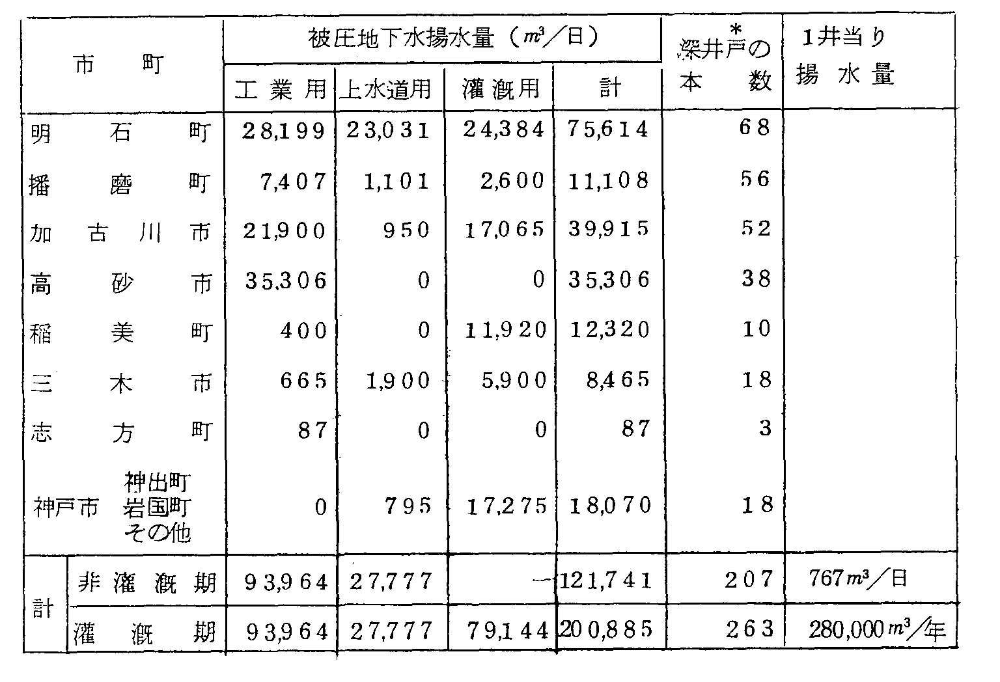 市町 被圧地下水揚水量（m³／日） 深井戸の本数* 1井当り揚水量
工業用 上水道用 灌漑用 計
明石町 28,199 23,031 24,384 75,614 68
播磨町 7,407 1,101 2,600 11,108 56
加古川市 21,900 950 17,065 39,915 52
高砂市 35,306 0 0 35,306 38
稲美町 400 0 11,920 12,320 10
三木市 665 1,900 5,900 8,465 18
志方町 87 0 0 87 3
神戸市 神出町 岩国町 その他 0 795 17,275 18,070 18
計 非灌漑期 93,964 27,777 — 121,741 207 767m³／日
灌漑期 93,964 27,777 79,144 200,885 263 280,000m³／年